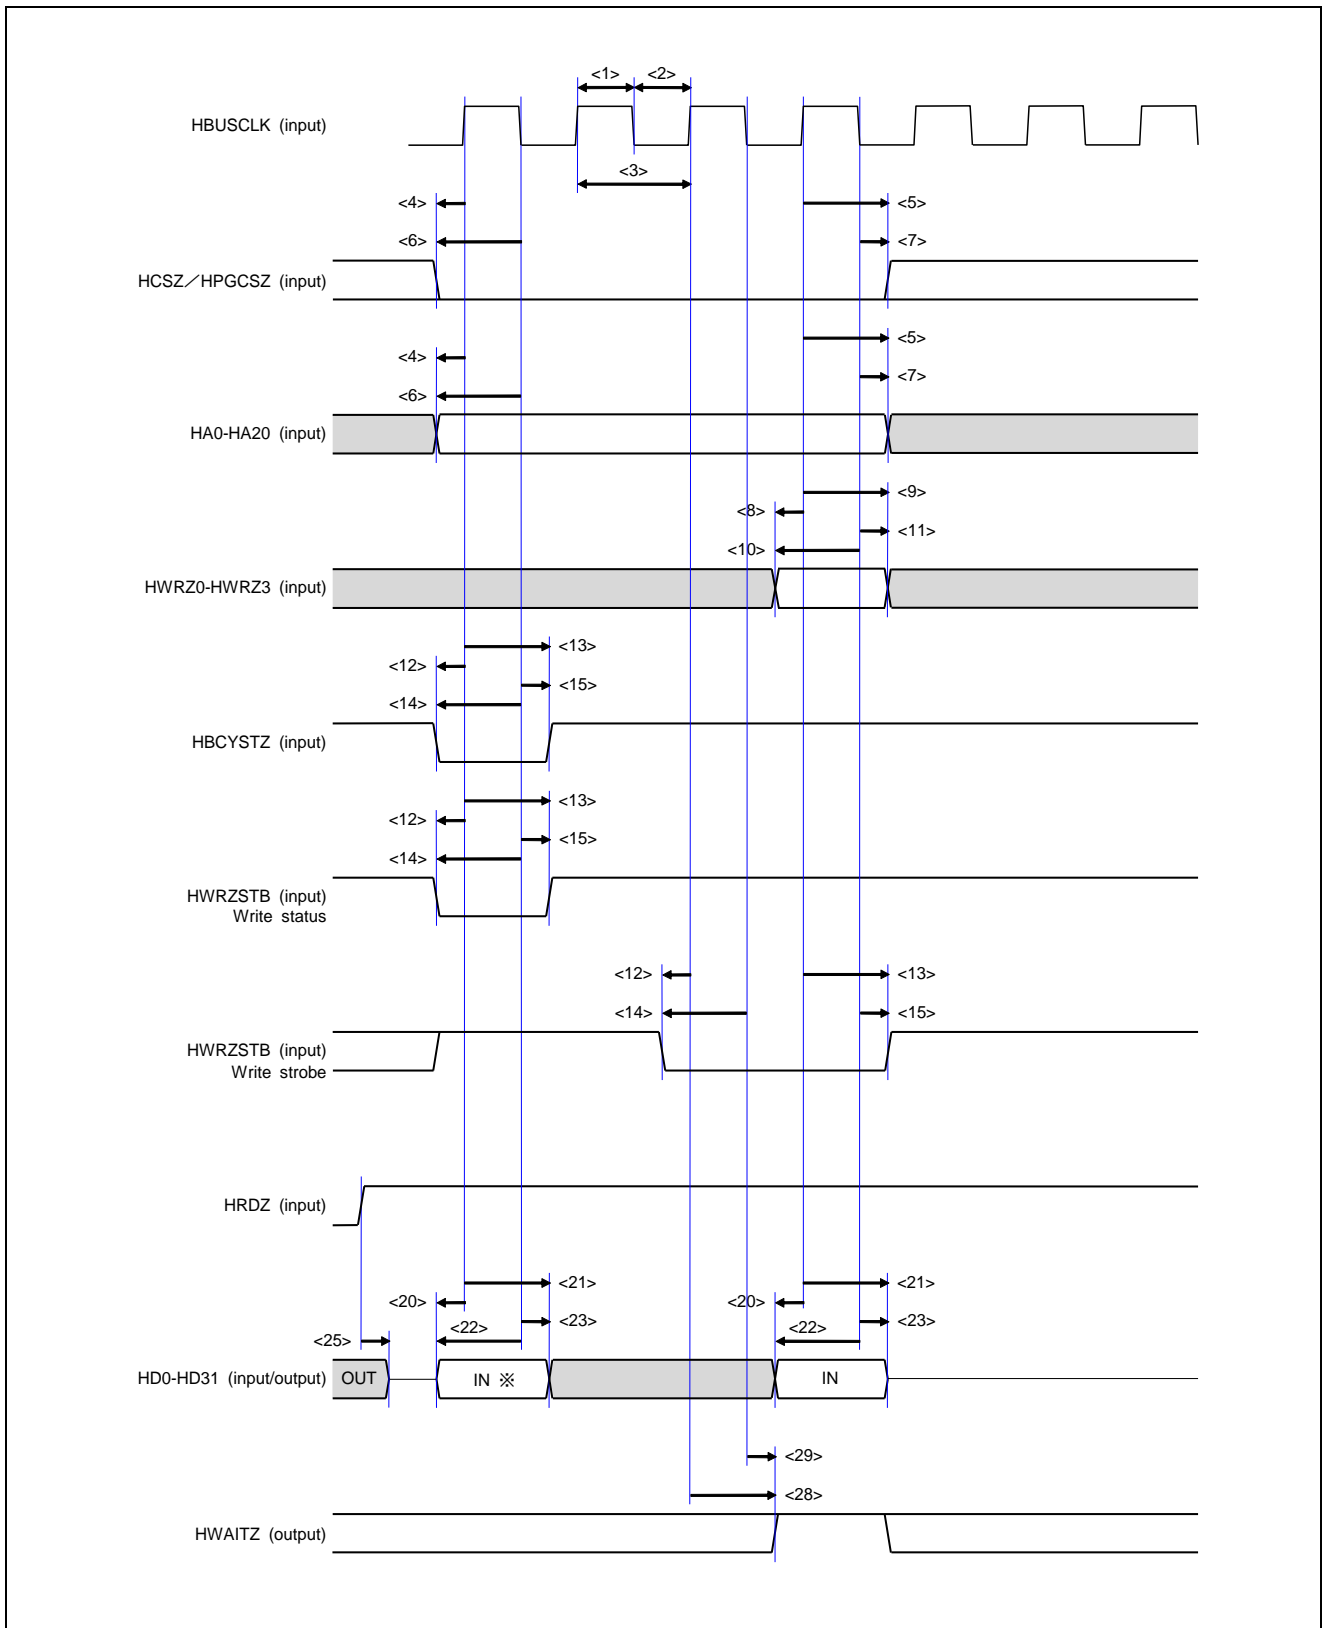 <1> <2>
HBUSCLK (input)
<3>
<4> <5>
<6> <7>
HCSZ／HPGCSZ (input)
<5>
<4>
<7>
<6>
HA0-HA20 (input)
<9>
<8>
<11>
<10>
HWRZ0-HWRZ3 (input)
<13>
<12>
<15>
<14>
HBCYSTZ (input)
<13>
<12>
<15>
<14>
HWRZSTB (input)
Write status
<12> <13>
<14> <15>
HWRZSTB (input)
Write strobe
HRDZ (input)
<21> <21>
<20> <20>
<22> <23> <22> <23>
<25>
HD0-HD31 (input/output) OUT IN ※ IN
<29>
<28>
HWAITZ (output)